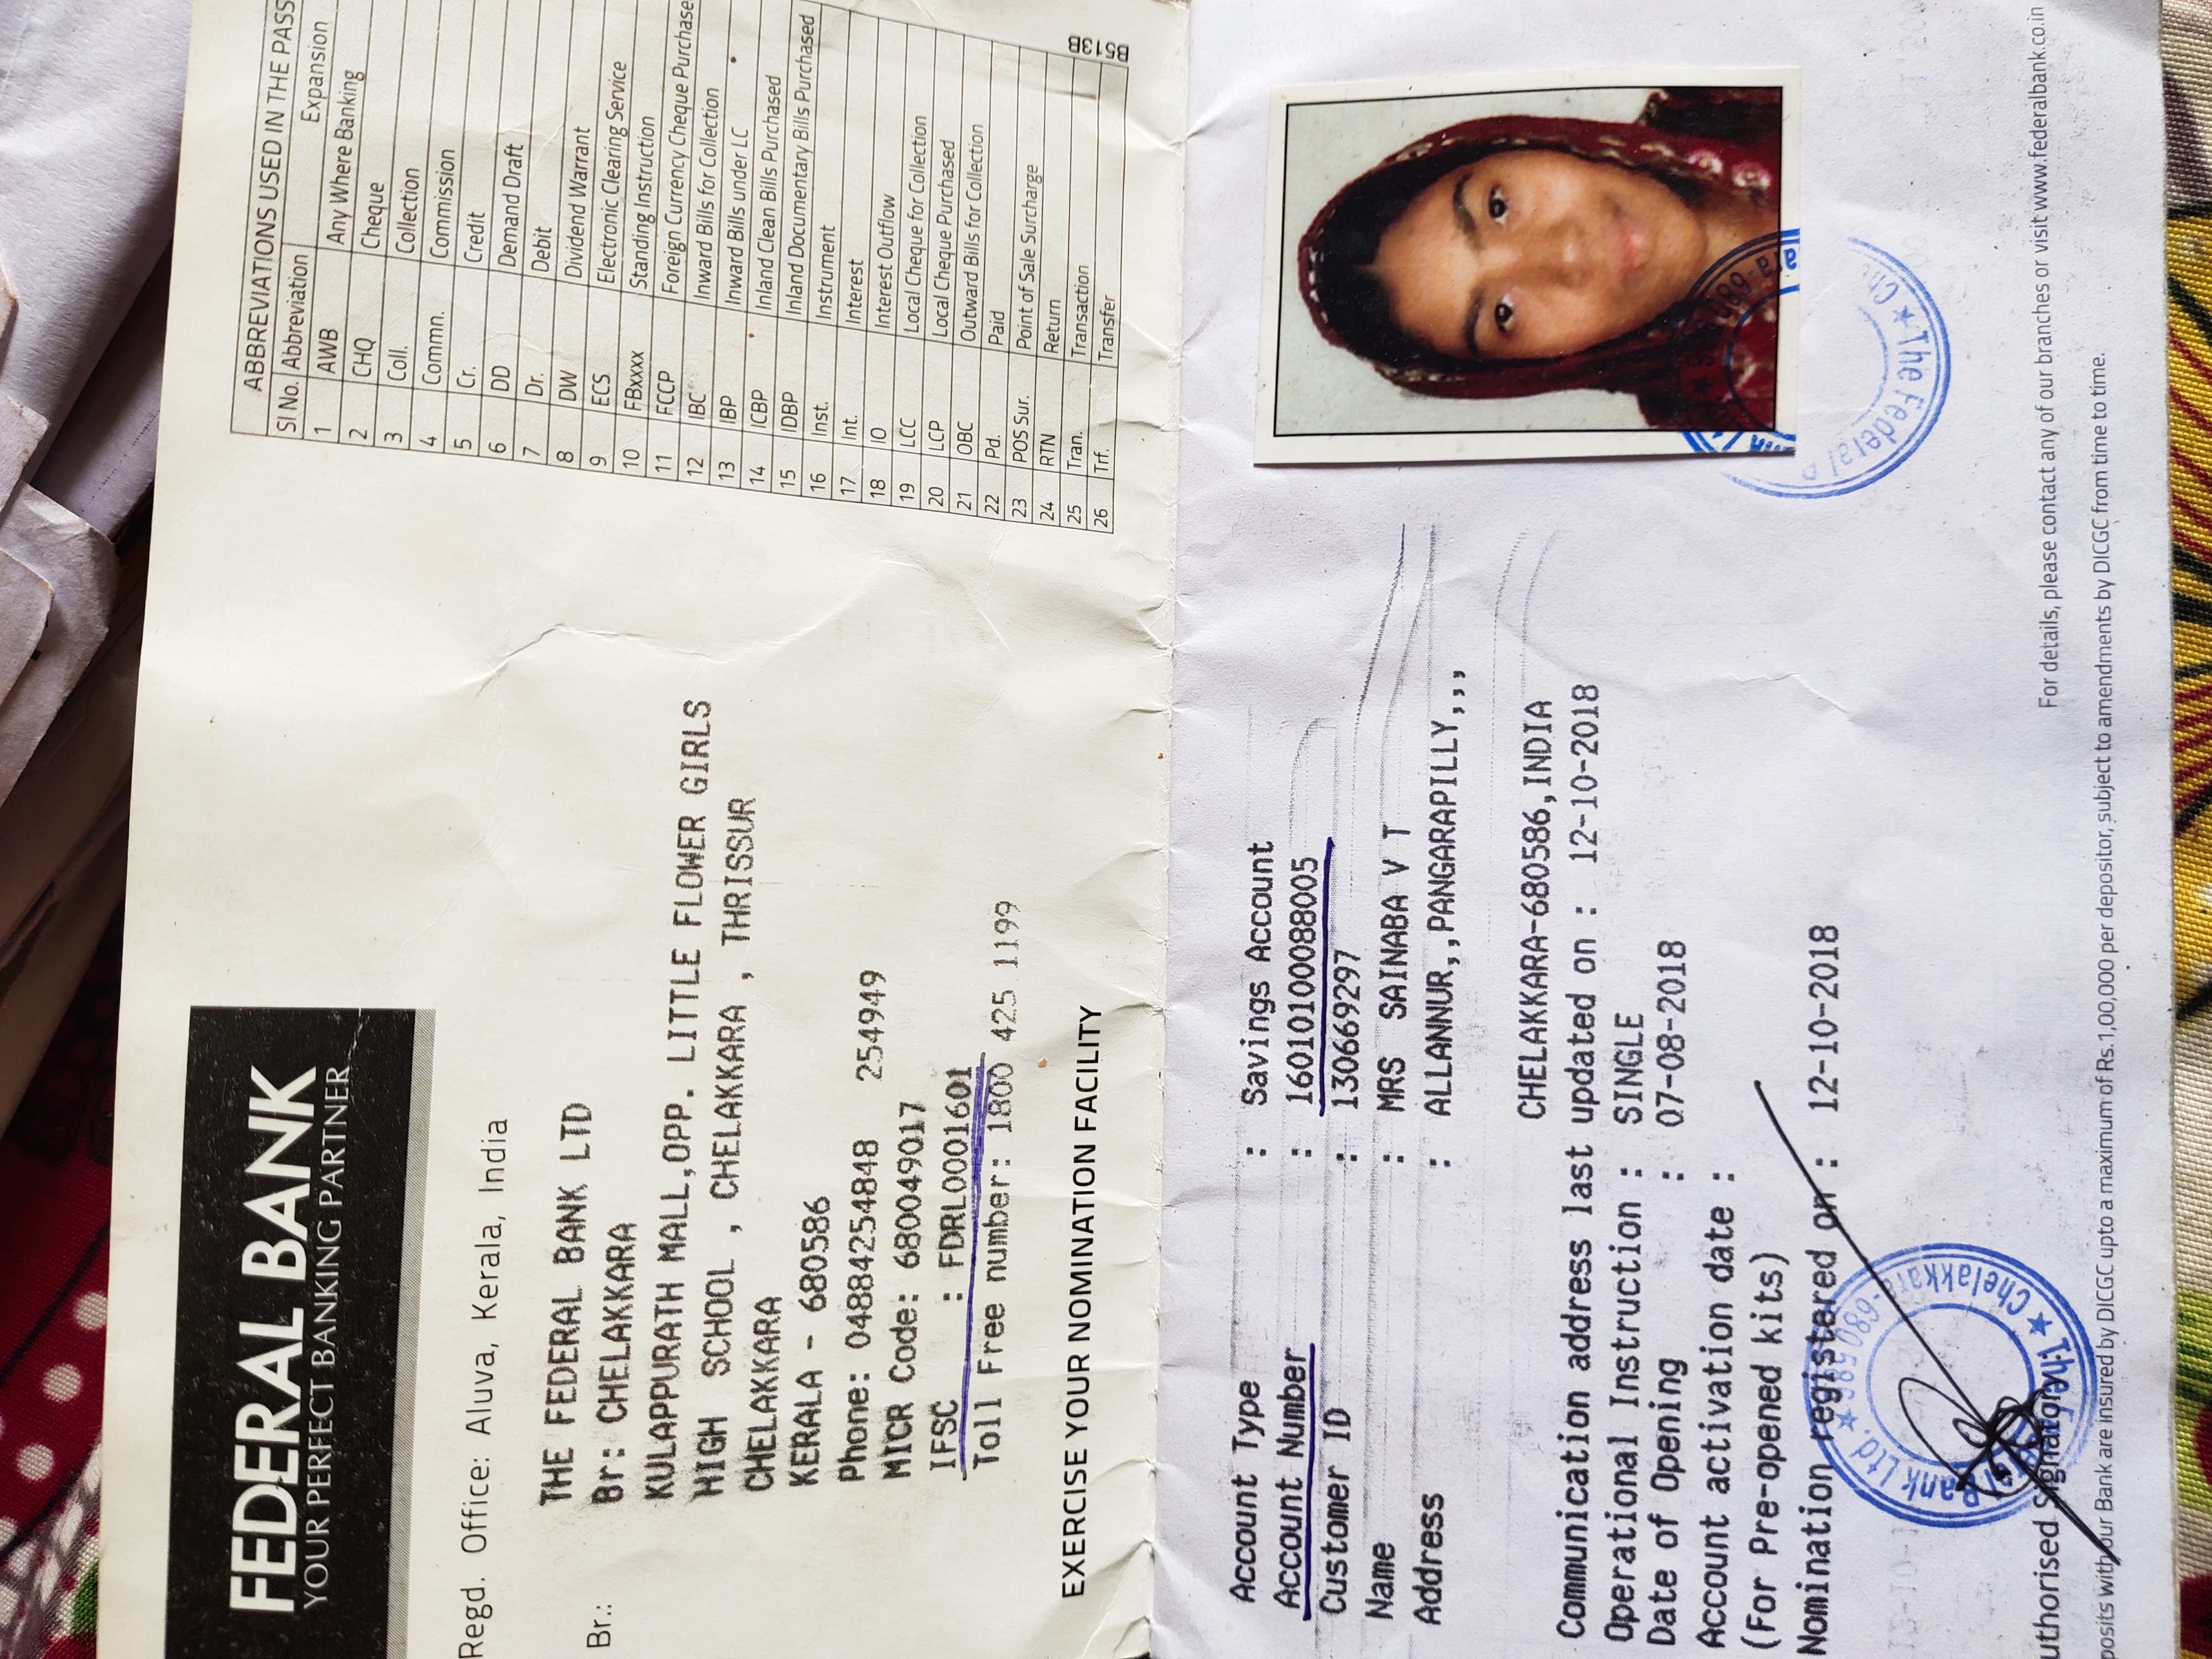 FEDERAL BANK
YOUR PERFECT BANKING PARTNER
Regd. Office: Aluva, Kerala, India
Br.:
THE FEDERAL BANK LTD
Br: CHELAKKARA
KULAPPURATH MALL,OPP. LITTLE FLOWER GIRLS
HIGH SCHOOL , CHELAKKARA , THRISSUR
CHELAKKARA
KERALA - 680586
Phone: 04884254848 254949
MICR Code: 680049017
IFSC : FDRL0001601
Toll Free number: 1800 425 1199
EXERCISE YOUR NOMINATION FACILITY
ABBREVIATIONS USED IN THE PASS
Sl No. Abbreviation Expansion
1 AWB Any Where Banking
2 CHQ Cheque
3 Coll. Collection
4 Commn. Commission
5 Cr. Credit
6 DD Demand Draft
7 Dr. Debit
8 DW Dividend Warrant
9 ECS Electronic Clearing Service
10 FBxxxx Standing Instruction
11 FCCP Foreign Currency Cheque Purchase
12 IBC Inward Bills for Collection
13 IBP Inward Bills under LC
14 ICBP Inland Clean Bills Purchased
15 IDBP Inland Documentary Bills Purchased
16 Inst. Instrument
17 Int. Interest
18 IO Interest Outflow
19 LCC Local Cheque for Collection
20 LCP Local Cheque Purchased
21 OBC Outward Bills for Collection
22 Pd. Paid
23 POS Sur. Point of Sale Surcharge
24 RTN Return
25 Tran. Transaction
26 Trf. Transfer
B513B
Account Type : Savings Account
Account Number : 16010100088005
Customer ID : 130669297
Name : MRS SAINABA V T
Address : ALLANNUR,,PANGARAPILLY,,,
CHELAKKARA-680586,INDIA
Communication address last updated on : 12-10-2018
Operational Instruction : SINGLE
Date of Opening : 07-08-2018
Account activation date :
(For Pre-opened kits)
Nomination registered on : 12-10-2018
The Federal Bank Ltd. ★ Chelakkara-680586 ★
The Federal
uthorised Signatory :
For details, please contact any of our branches or visit www.federalbank.co.in
posits with our Bank are insured by DICGC upto a maximum of Rs.1,00,000 per depositor, subject to amendments by DICGC from time to time.